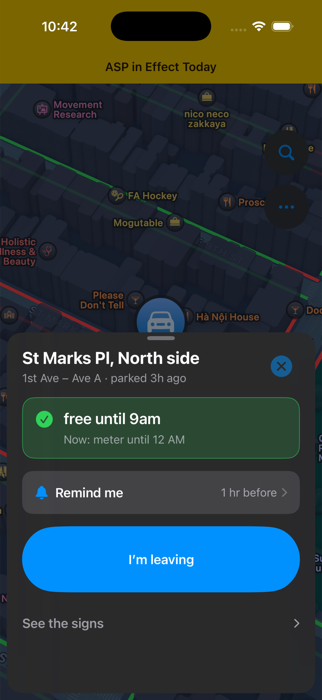 10:42
ASP in Effect Today
Movement
Research
nico neco
zakkaya
FA Hockey
Mogutable
Prosc
Holistic
llness &
Beauty
Please
Don't Tell
Hà Nội House
Do
St Marks Pl, North side
1st Ave – Ave A · parked 3h ago
free until 9am
Now: meter until 12 AM
Remind me
1 hr before
I'm leaving
See the signs